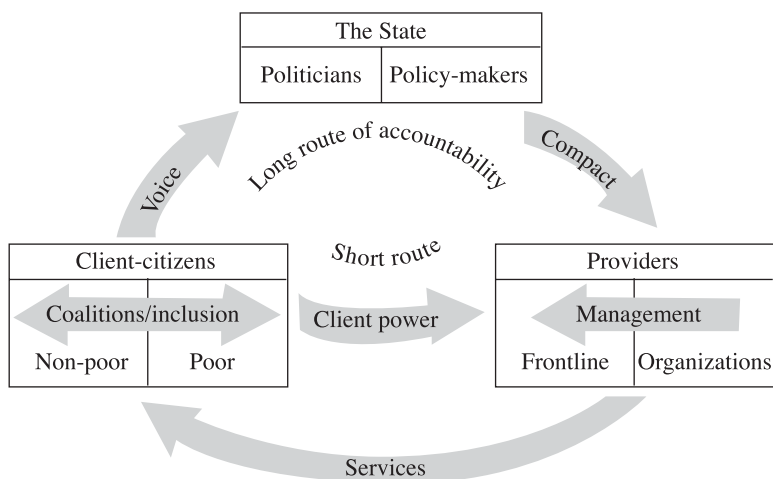 The State
Politicians
Policy-makers
Long route of accountability
Voice
Compact
Short route
Client-citizens
Coalitions/inclusion
Non-poor
Poor
Client power
Providers
Management
Frontline
Organizations
Services